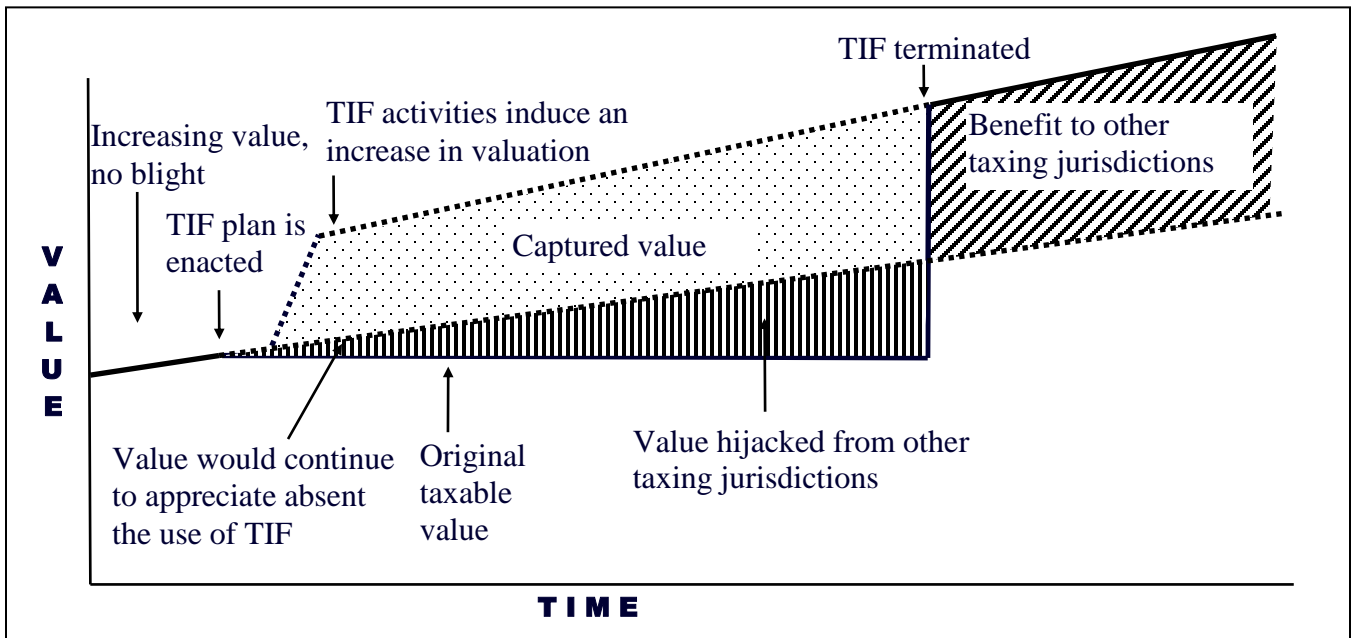 TIF terminated
TIF activities induce an
increase in valuation
Increasing value,
no blight
Benefit to other
taxing jurisdictions
TIF plan is
enacted
Captured value
VALUE
Value would continue
to appreciate absent
the use of TIF
Original
taxable
value
Value hijacked from other
taxing jurisdictions
TIME